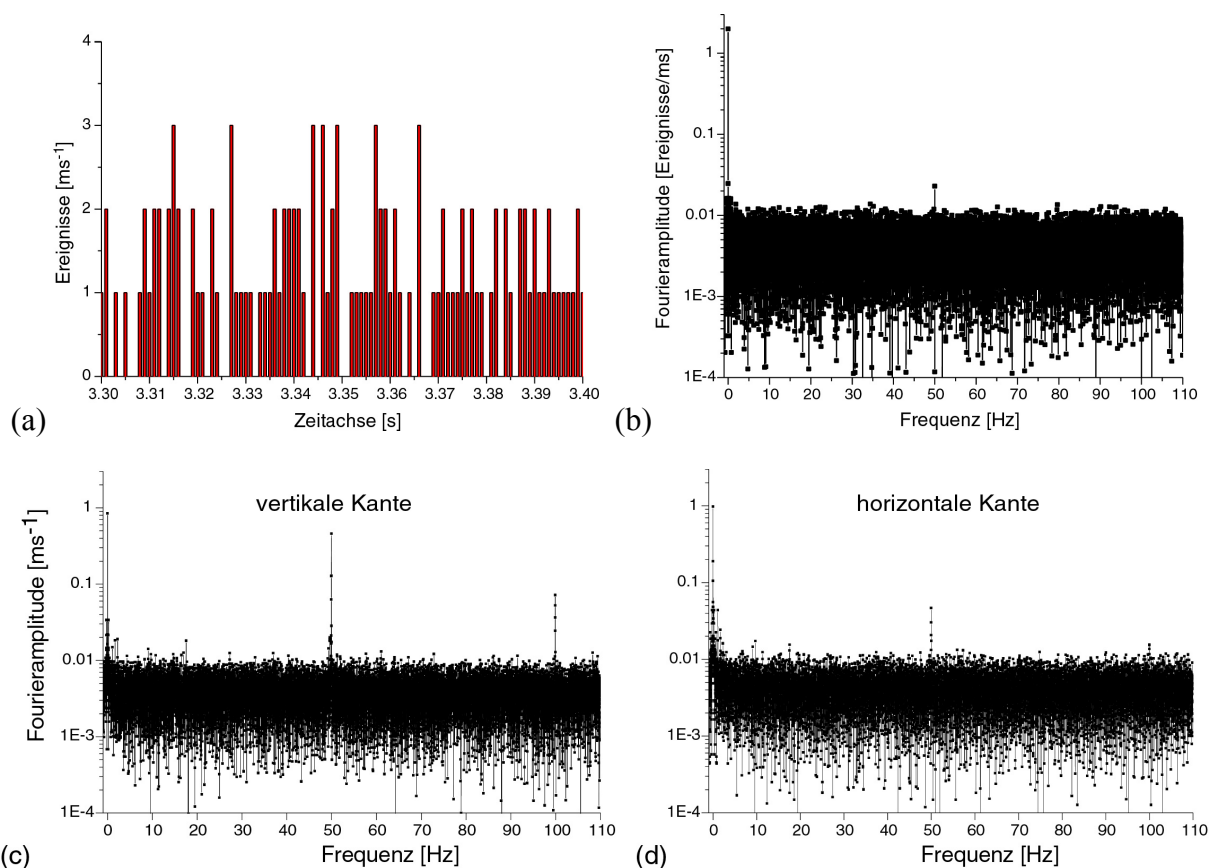 Ereignisse [ms-1]
4
3
2
1
0
3.30 3.31 3.32 3.33 3.34 3.35 3.36 3.37 3.38 3.39 3.40
Zeitachse [s]
(a)
Fourieramplitude [Ereignisse/ms]
1
0.1
0.01
1E-3
1E-4
0 10 20 30 40 50 60 70 80 90 100 110
Frequenz [Hz]
(b)
vertikale Kante
Fourieramplitude [ms-1]
1
0.1
0.01
1E-3
1E-4
0 10 20 30 40 50 60 70 80 90 100 110
Frequenz [Hz]
(c)
horizontale Kante
1
0.1
0.01
1E-3
1E-4
0 10 20 30 40 50 60 70 80 90 100 110
Frequenz [Hz]
(d)